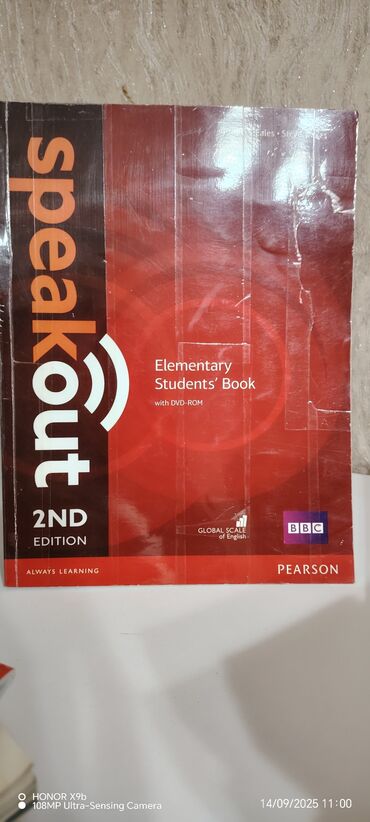 speakout
2ND
EDITION
Elementary
Students' Book
with DVD-ROM
GLOBAL SCALE
of English
BBC
ALWAYS LEARNING
PEARSON
HONOR X9b
108MP Ultra-Sensing Camera
14/09/2025 11:00